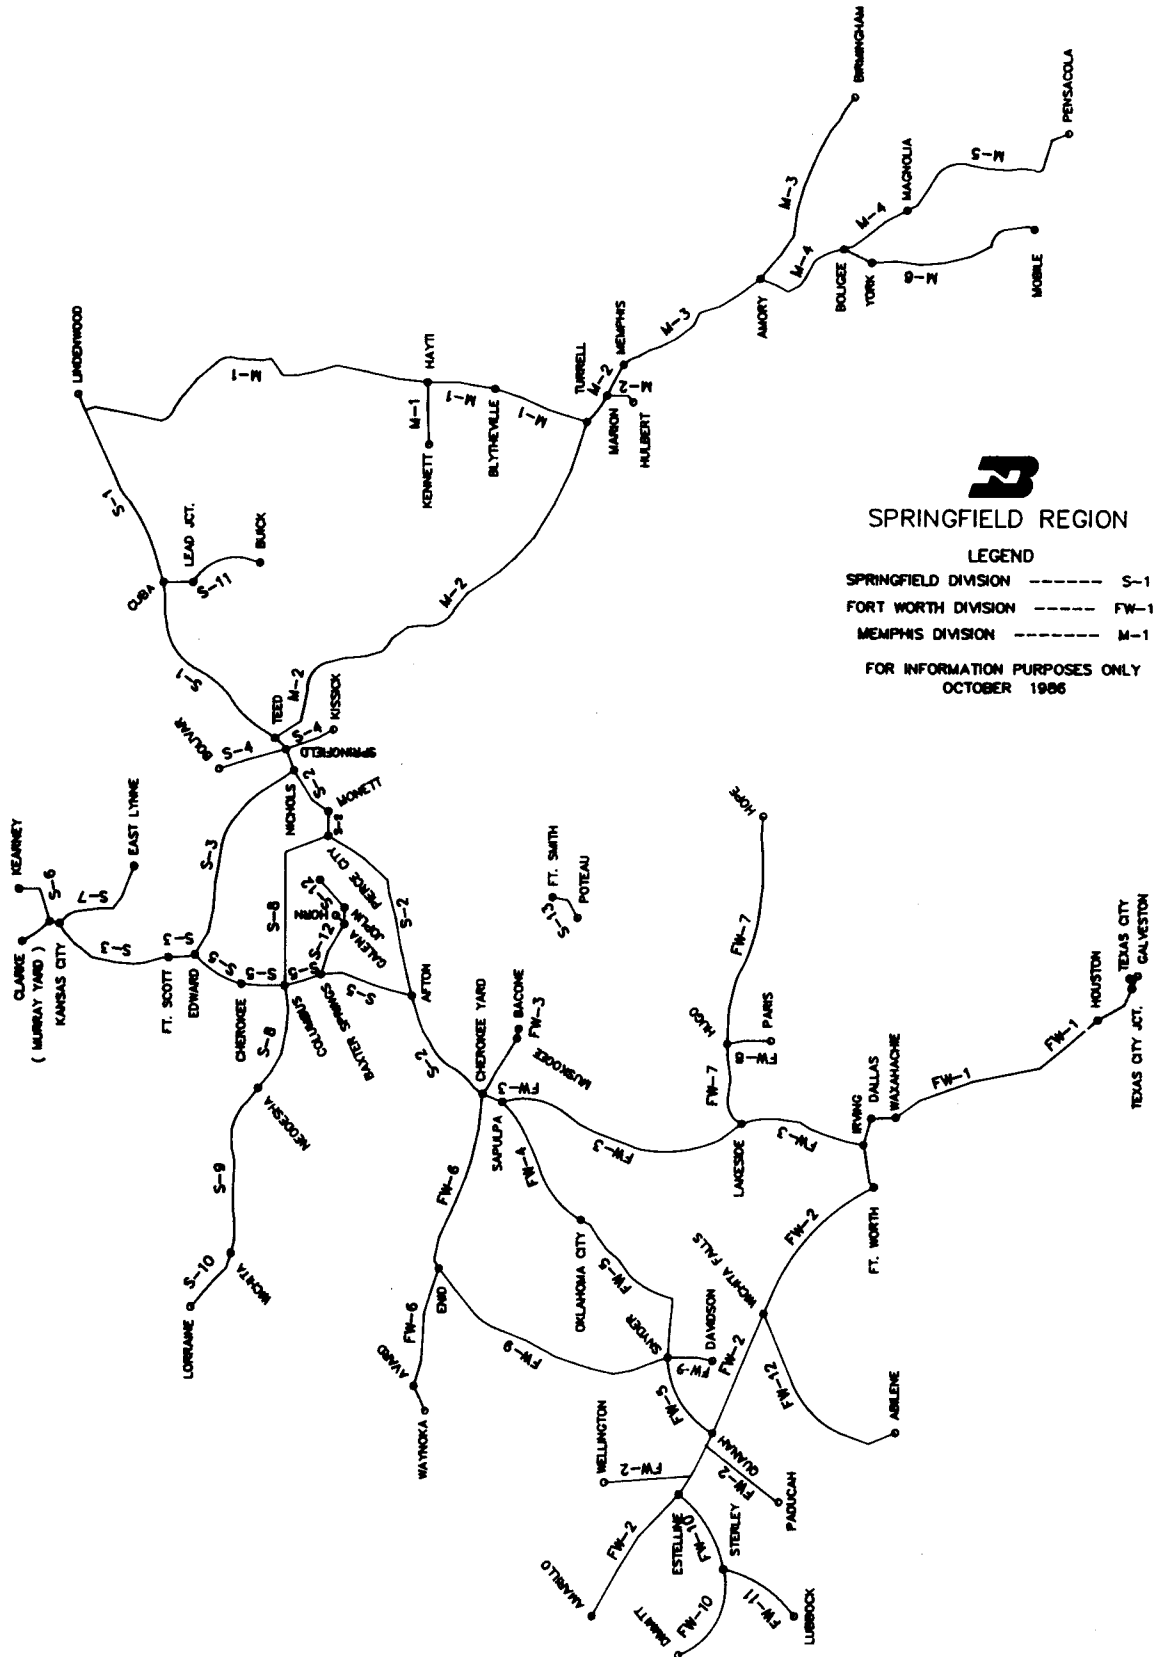 BIRMINGHAM
PENSACOLA
M-3
M-5
MAGNOLIA
M-4
M-4
BOLIGEE
YORK
M-6
MOBILE
AMORY
M-3
LINDENWOOD
M-1
HAYTI
M-1
M-1
KENNETT
BLYTHEVILLE
M-1
TURRELL
MEMPHIS
M-2
M-2
MARION
HULBERT
S-1
LEAD JCT.
BUICK
S-11
CUBA
M-2
S-1
M-2
TEED
KISSICK
S-4
BOLIVAR
S-4
SPRINGFIELD
NICHOLS
S-2
MONETT
S-2
PIERCE CITY
KEARNEY
EAST LYNNE
S-6
S-7
CLARKE
( MURRAY YARD )
KANSAS CITY
S-3
S-3
S-3
FT. SCOTT
EDWARD
S-5
CHEROKEE
S-5
S-8
S-5
COLUMBUS
BAXTER SPRINGS
S-12
HORN
JOPLIN
GALENA
S-12
S-5
S-2
AFTON
S-8
NEODESHA
S-9
WICHITA
S-10
LORRAINE
S-2
CHEROKEE YARD
BACONE
FW-3
MUSKOGEE
FW-3
SAPULPA
FT. SMITH
S-13
POTEAU
HOPE
FW-7
HUGO
PARIS
FW-8
FW-7
FW-3
LAKESIDE
FW-3
IRVING
DALLAS
WAXAHACHIE
FW-1
FW-1
HOUSTON
TEXAS CITY
GALVESTON
TEXAS CITY JCT.
FT. WORTH
FW-2
WICHITA FALLS
FW-4
OKLAHOMA CITY
FW-5
FW-6
ENID
FW-6
AVARD
WAYNOKA
FW-9
SNYDER
DAVIDSON
FW-9
FW-5
FW-2
FW-12
ABILENE
QUANAH
FW-2
PADUCAH
WELLINGTON
FW-2
ESTELLINE
FW-10
STERLEY
FW-2
AMARILLO
DIMMITT
FW-10
FW-11
LUBBOCK
SPRINGFIELD REGION
LEGEND
SPRINGFIELD DIVISION ------ S-1
FORT WORTH DIVISION ----- FW-1
MEMPHIS DIVISION ------- M-1
FOR INFORMATION PURPOSES ONLY
OCTOBER 1986